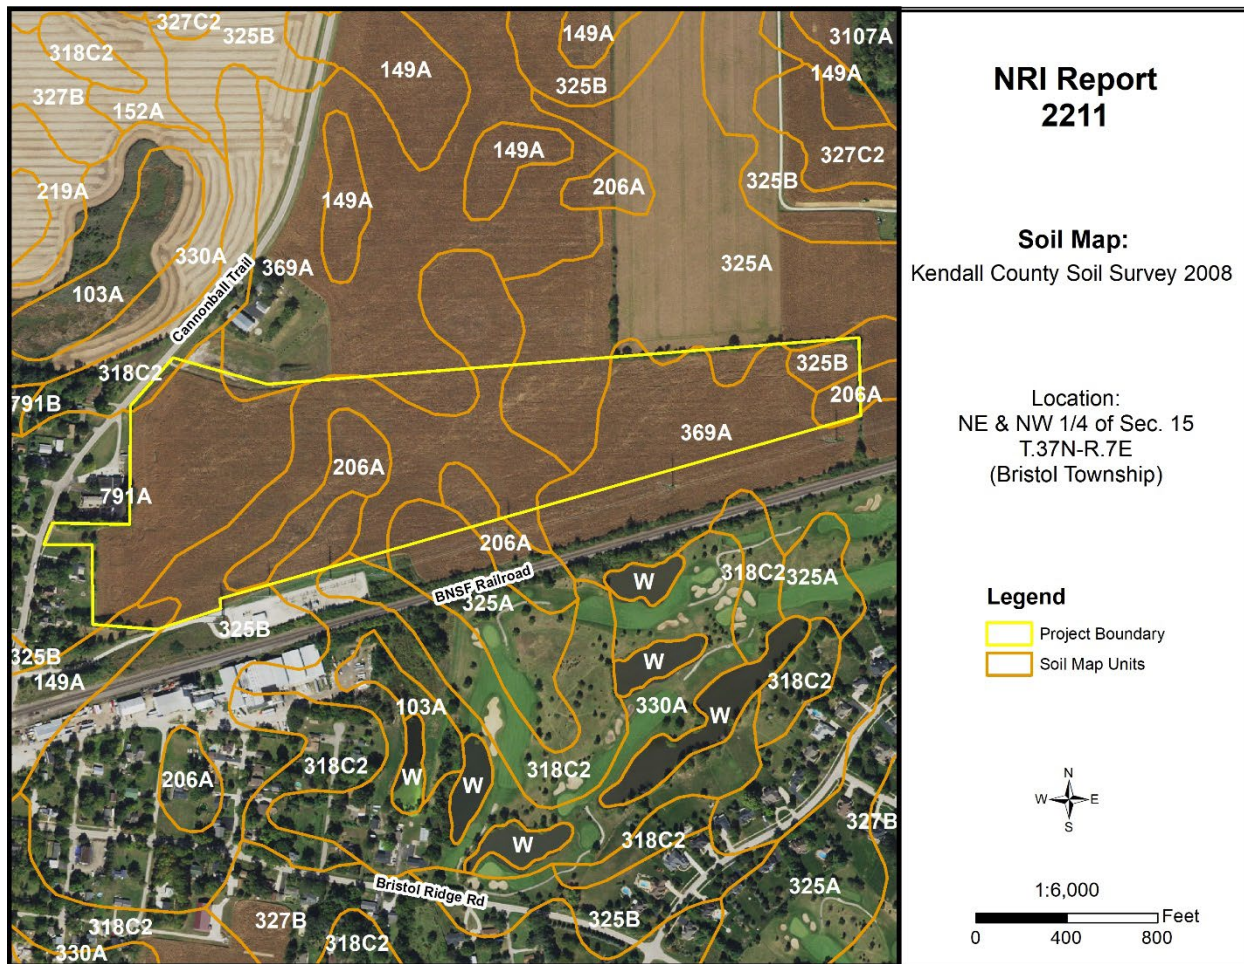 327C2
325B
318C2
149A
149A
3107A
149A
325B
327B
152A
149A
327C2
219A
149A
206A
325B
330A
369A
325A
103A
Cannonball Trail
318C2
325B
791B
206A
369A
206A
791A
206A
318C2
325A
W
BNSF Railroad
325A
325B
325B
W
149A
318C2
330A
103A
W
206A
318C2
318C2
W
W
327B
W
318C2
Bristol Ridge Rd
325A
318C2
327B
325B
330A
318C2
NRI Report
2211
Soil Map:
Kendall County Soil Survey 2008
Location:
NE & NW 1/4 of Sec. 15
T.37N-R.7E
(Bristol Township)
Legend
Project Boundary
Soil Map Units
N
W E
S
1:6,000
Feet
0 400 800